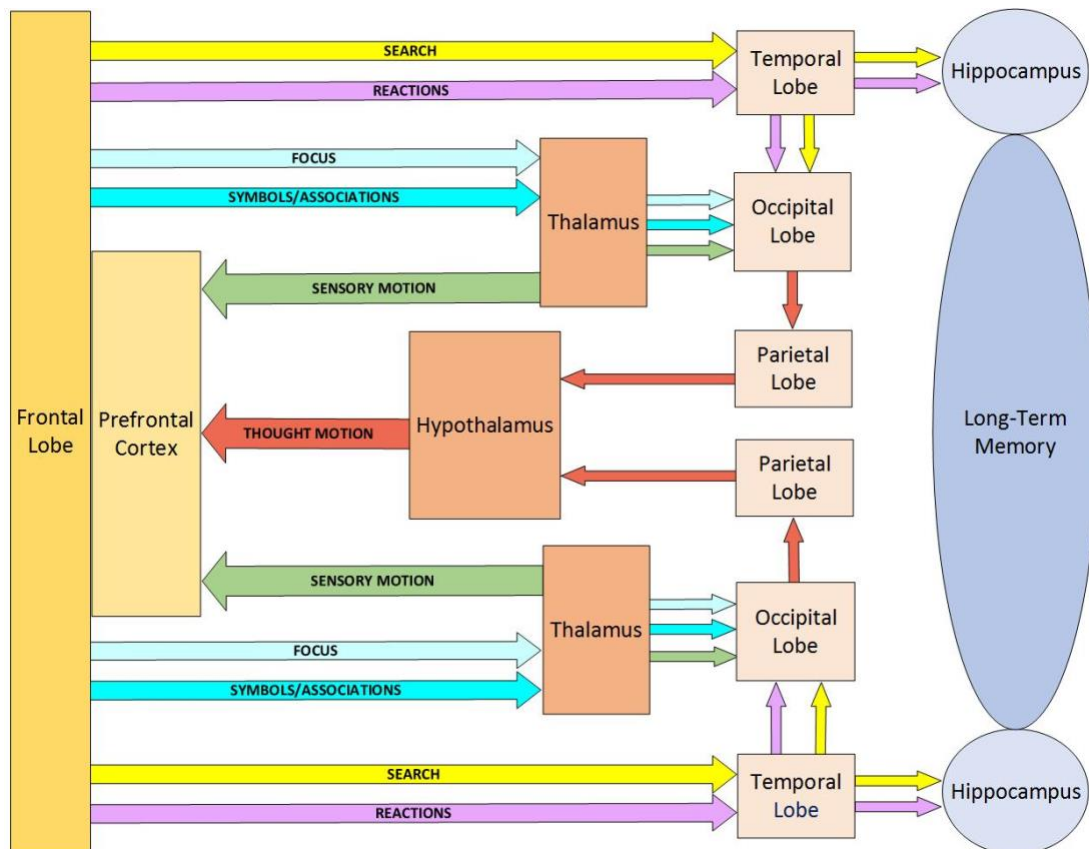 SEARCH
Temporal
Lobe
Hippocampus
REACTIONS
FOCUS
SYMBOLS/ASSOCIATIONS
Thalamus
Occipital
Lobe
SENSORY MOTION
Parietal
Lobe
Frontal
Lobe
Prefrontal
Cortex
THOUGHT MOTION
Hypothalamus
Long-Term
Memory
Parietal
Lobe
SENSORY MOTION
Thalamus
Occipital
Lobe
FOCUS
SYMBOLS/ASSOCIATIONS
SEARCH
Temporal
Lobe
Hippocampus
REACTIONS